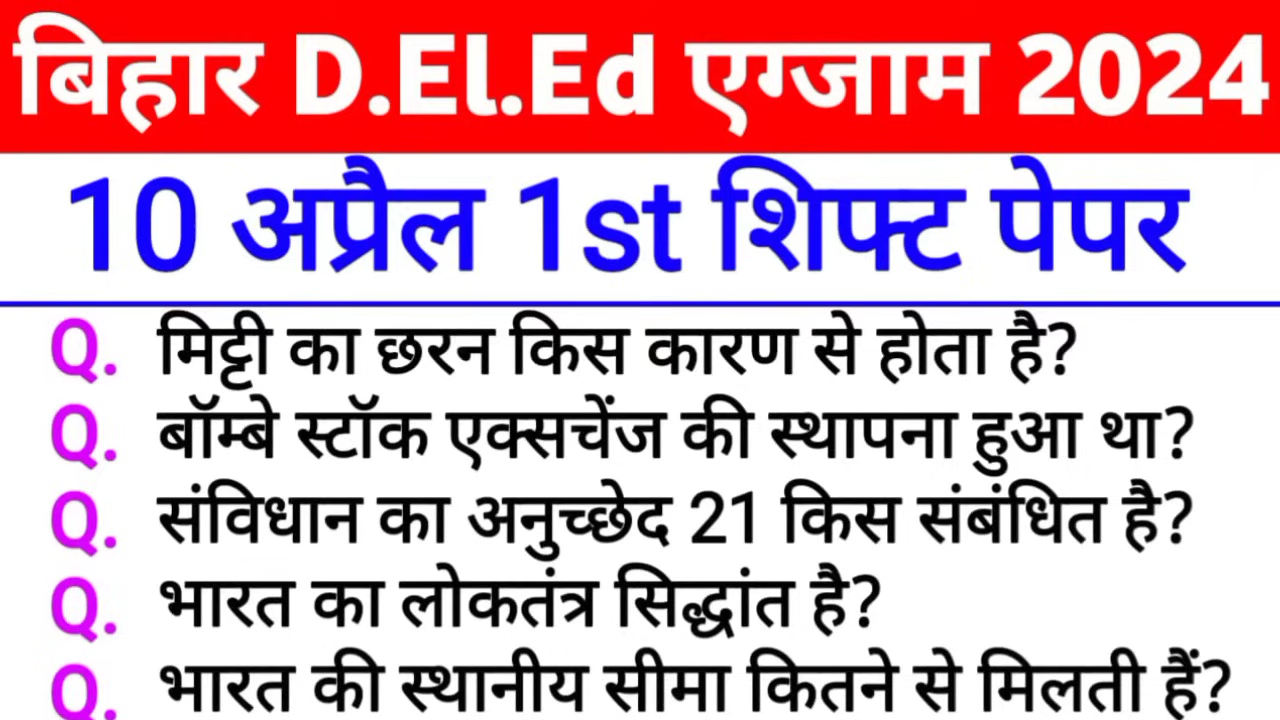 बिहार D.El.Ed एग्जाम 2024
10 अप्रैल 1st शिफ्ट पेपर
Q. मिट्टी का छरन किस कारण से होता है?
Q. बॉम्बे स्टॉक एक्सचेंज की स्थापना हुआ था?
Q. संविधान का अनुच्छेद 21 किस संबंधित है?
Q. भारत का लोकतंत्र सिद्धांत है?
Q. भारत की स्थानीय सीमा कितने से मिलती हैं?